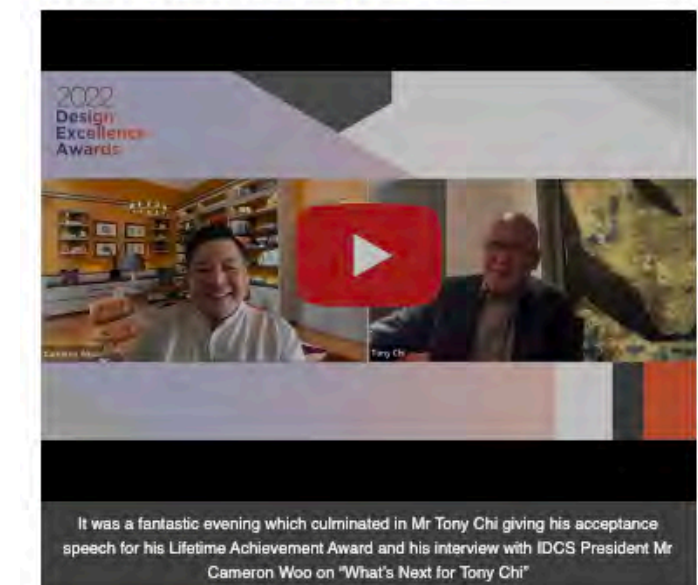 2022
Design
Excellence
Awards
Cameron Woo
Tony Chi
It was a fantastic evening which culminated in Mr Tony Chi giving his acceptance
speech for his Lifetime Achievement Award and his interview with IDCS President Mr
Cameron Woo on “What’s Next for Tony Chi”